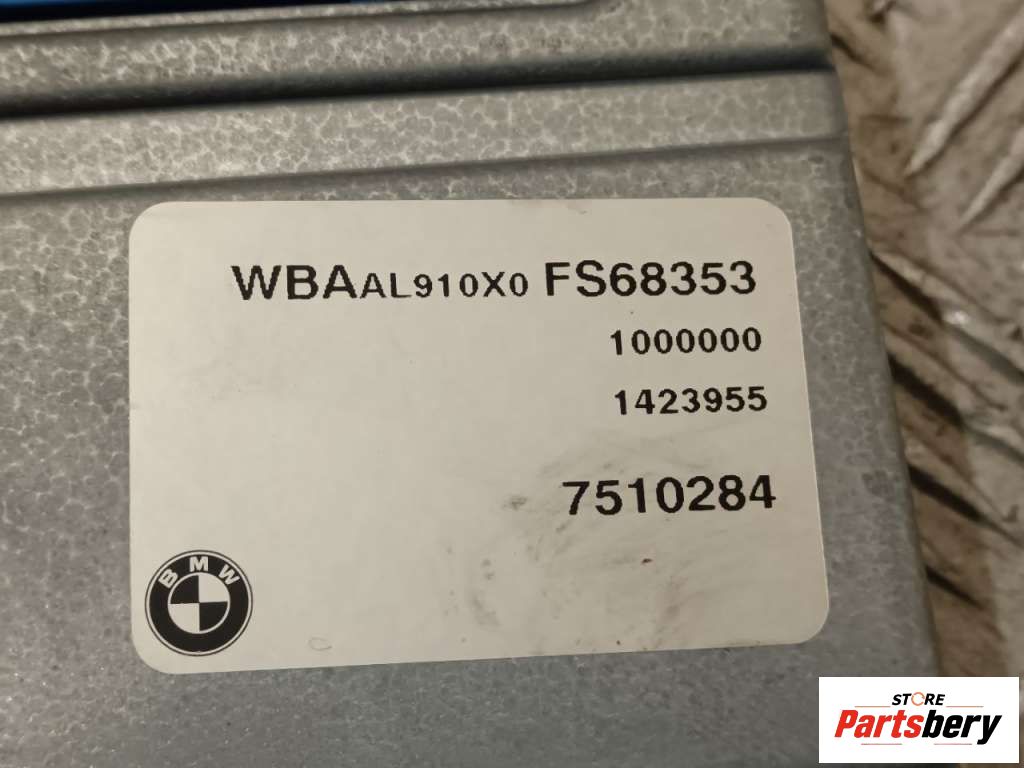 WBAAL910X0 FS68353
1000000
1423955
7510284
BMW
STORE
Partsbery